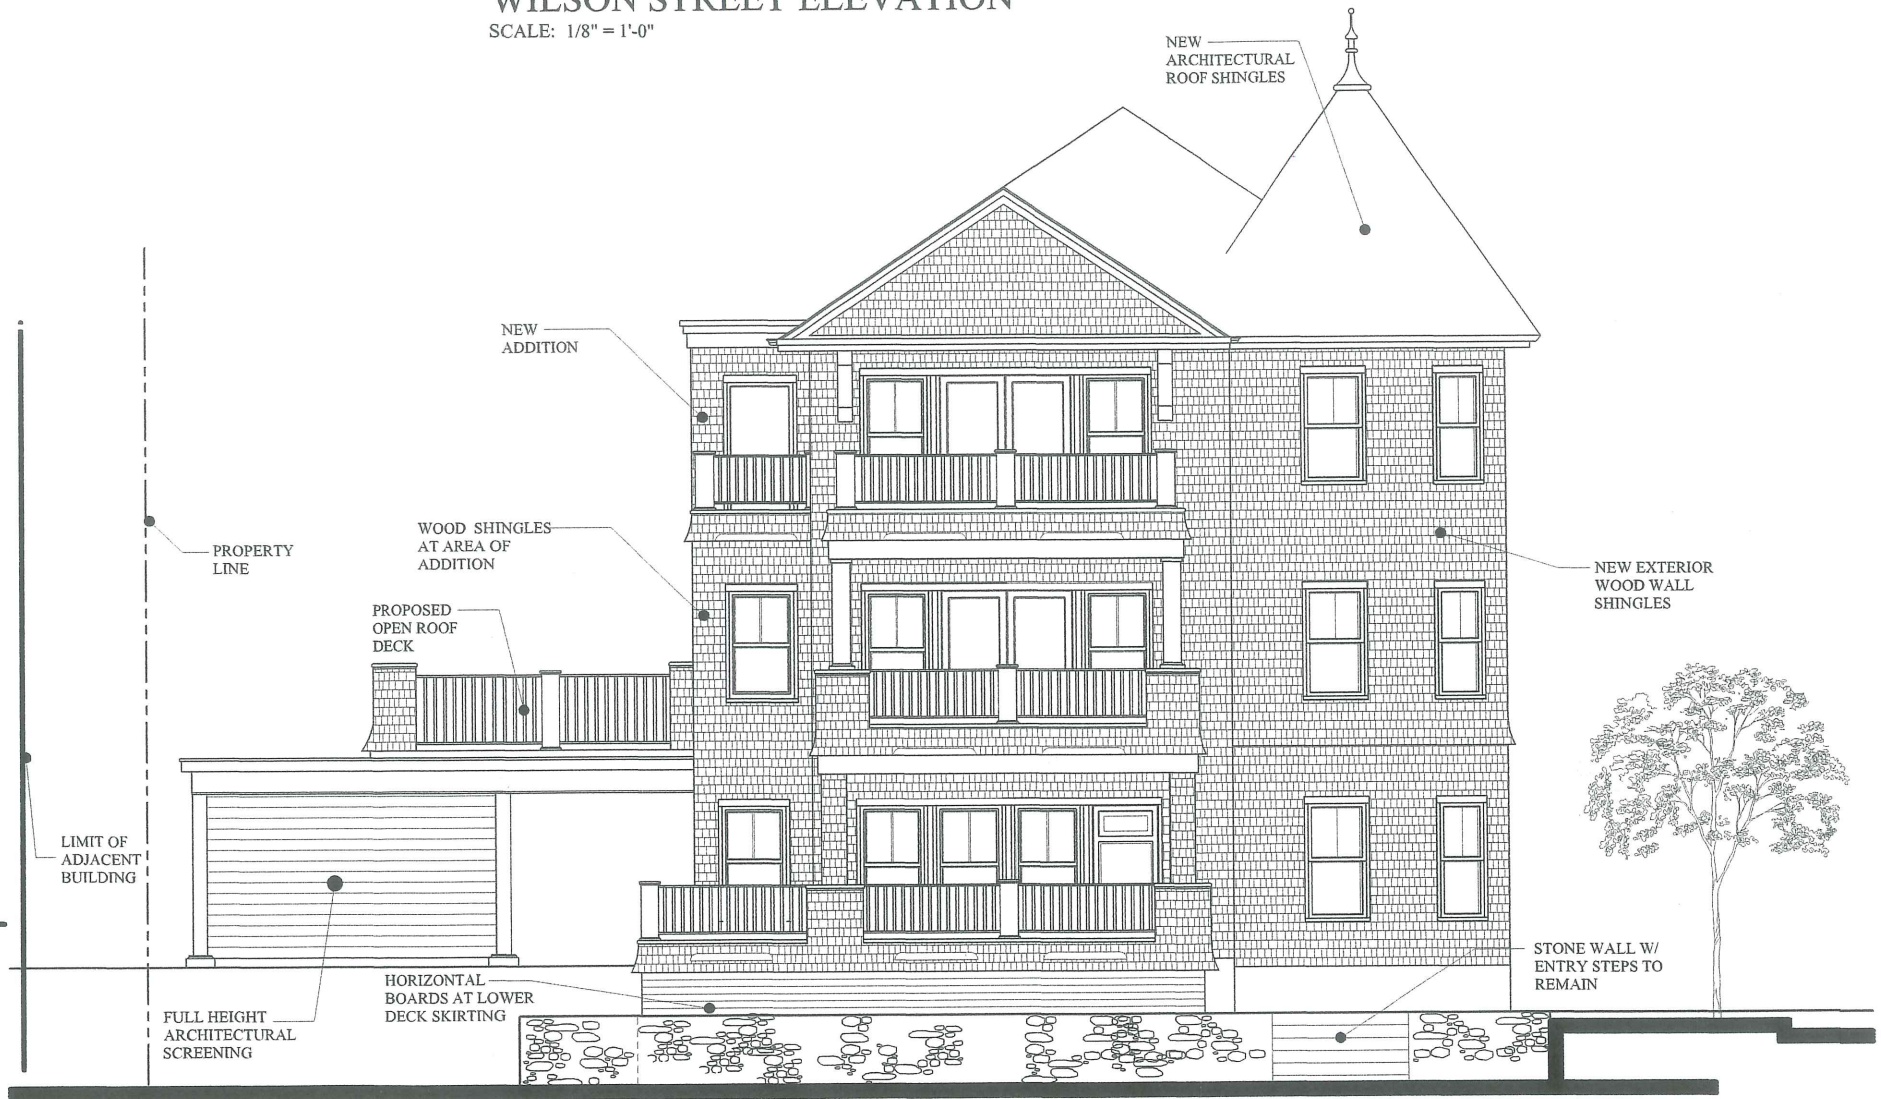 WILSON STREET ELEVATION
SCALE: 1/8" = 1'-0"
NEW
ARCHITECTURAL
ROOF SHINGLES
NEW
ADDITION
WOOD SHINGLES
AT AREA OF
ADDITION
PROPERTY
LINE
NEW EXTERIOR
WOOD WALL
SHINGLES
PROPOSED
OPEN ROOF
DECK
LIMIT OF
ADJACENT
BUILDING
STONE WALL W/
ENTRY STEPS TO
REMAIN
HORIZONTAL
BOARDS AT LOWER
DECK SKIRTING
FULL HEIGHT
ARCHITECTURAL
SCREENING